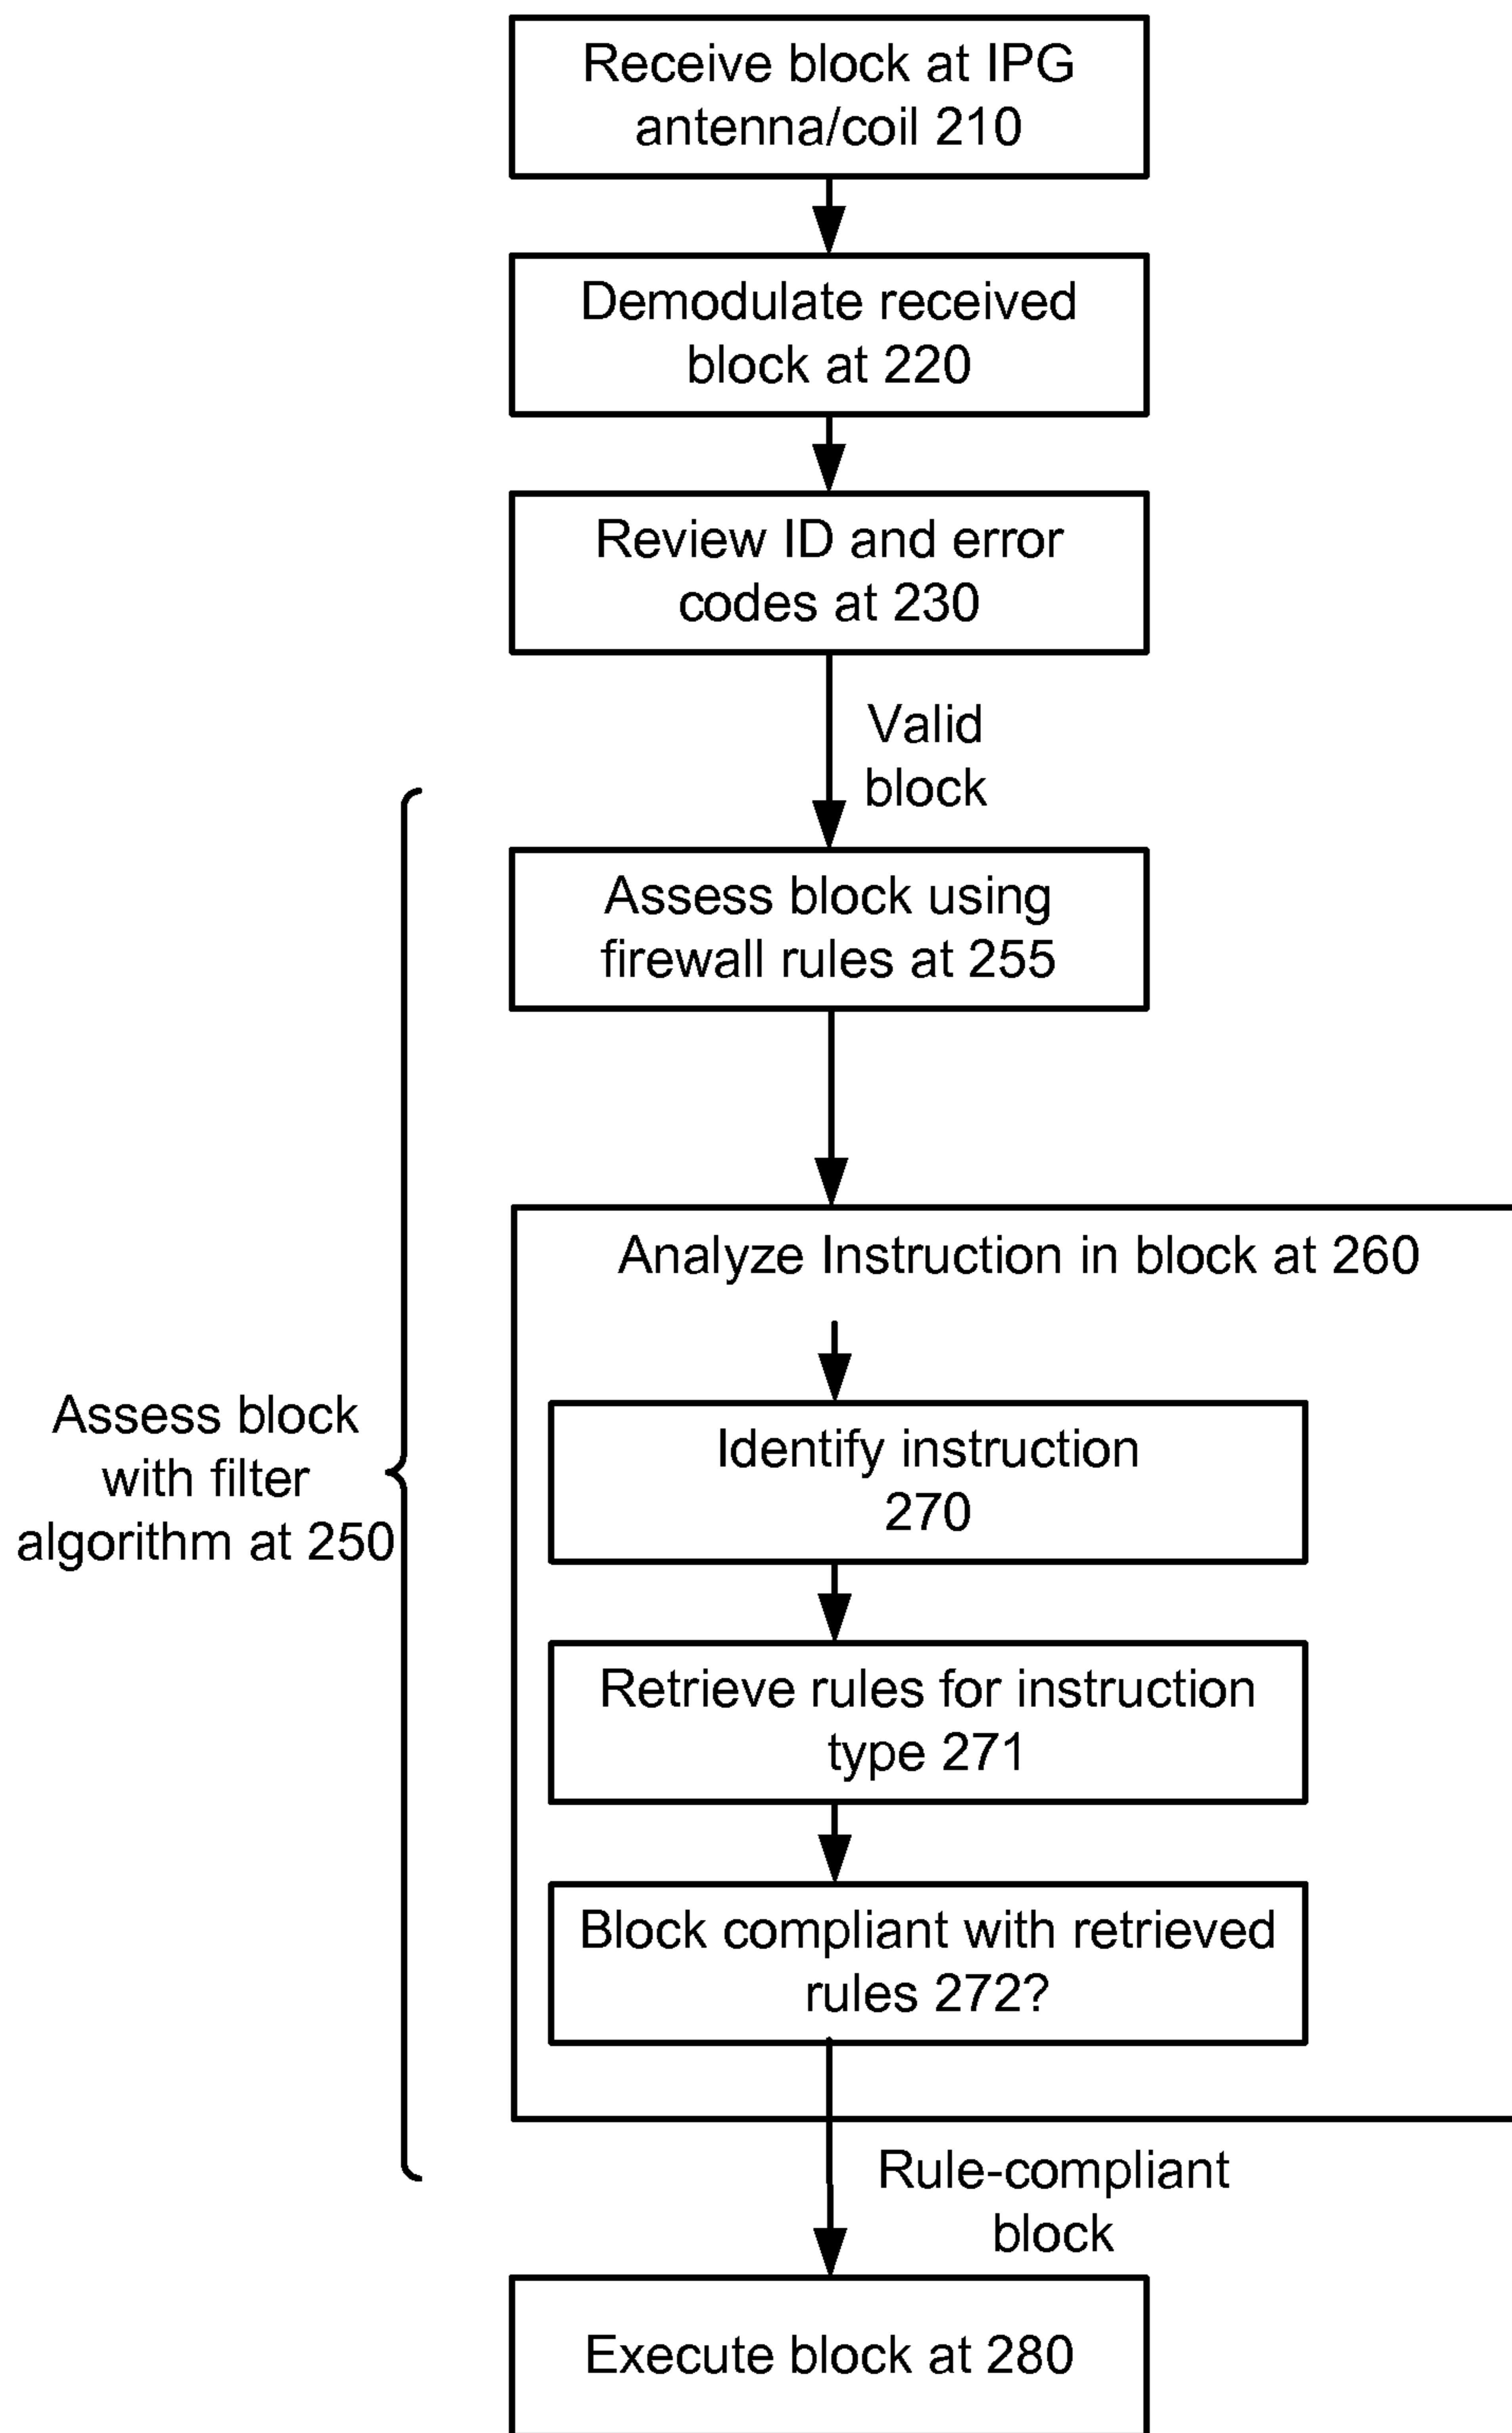 Receive block at IPG
antenna/coil 210
Demodulate received
block at 220
Review ID and error
codes at 230
Valid
block
Assess block using
firewall rules at 255
Analyze Instruction in block at 260
Assess block
with filter
algorithm at 250
Identify instruction
270
Retrieve rules for instruction
type 271
Block compliant with retrieved
rules 272?
Rule-compliant
block
Execute block at 280